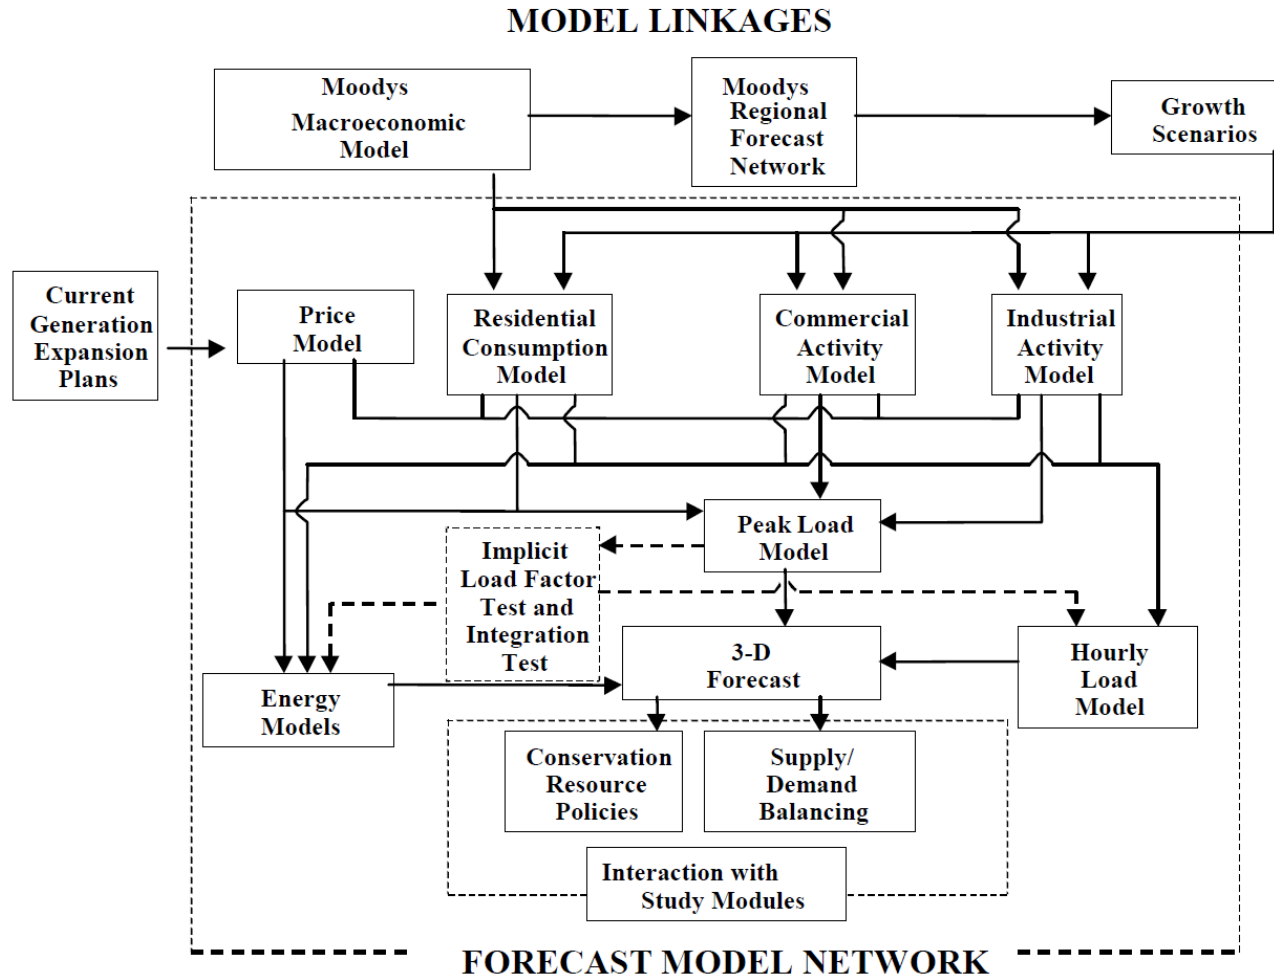 MODEL LINKAGES
Moodys
Macroeconomic
Model
Moodys
Regional
Forecast
Network
Growth
Scenarios
Current
Generation
Expansion
Plans
Price
Model
Residential
Consumption
Model
Commercial
Activity
Model
Industrial
Activity
Model
Peak Load
Model
Implicit
Load Factor
Test and
Integration
Test
3-D
Forecast
Hourly
Load
Model
Energy
Models
Conservation
Resource
Policies
Supply/
Demand
Balancing
Interaction with
Study Modules
FORECAST MODEL NETWORK